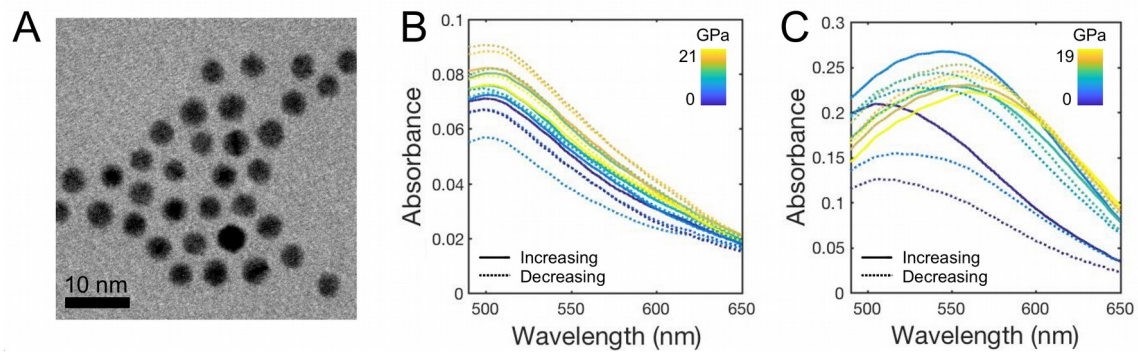 A
10 nm
B
Absorbance
0.1
0.08
0.06
0.04
0.02
0
GPa
21
0
Increasing
Decreasing
500
550
600
650
Wavelength (nm)
C
Absorbance
0.3
0.25
0.2
0.15
0.1
0.05
0
GPa
19
0
Increasing
Decreasing
500
550
600
650
Wavelength (nm)